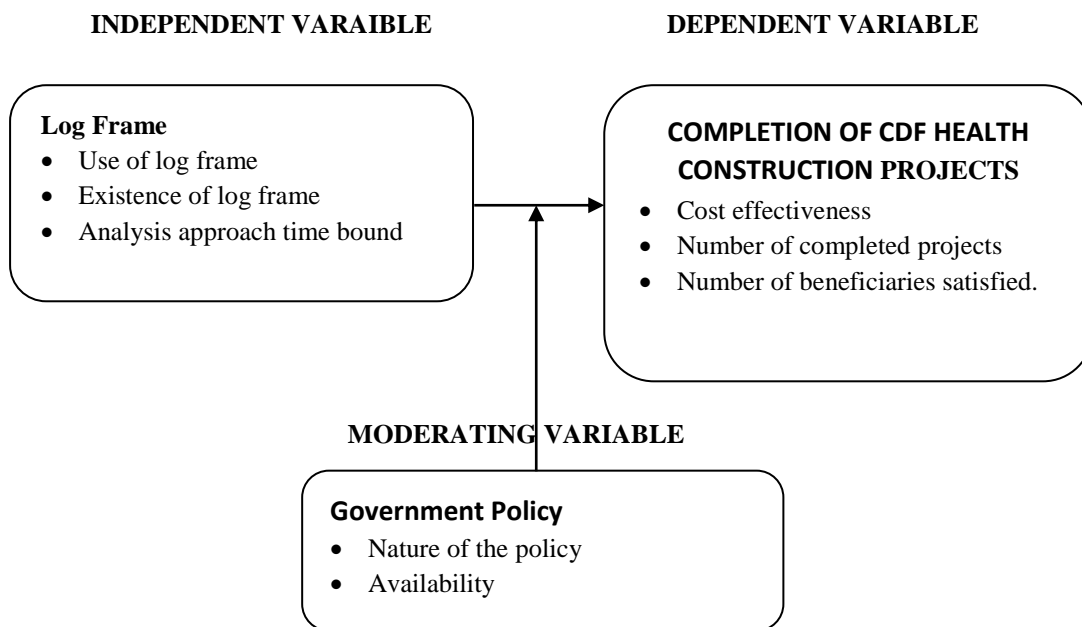 INDEPENDENT VARAIBLE
DEPENDENT VARIABLE
Log Frame
• Use of log frame
• Existence of log frame
• Analysis approach time bound
COMPLETION OF CDF HEALTH
CONSTRUCTION PROJECTS
• Cost effectiveness
• Number of completed projects
• Number of beneficiaries satisfied.
MODERATING VARIABLE
Government Policy
• Nature of the policy
• Availability